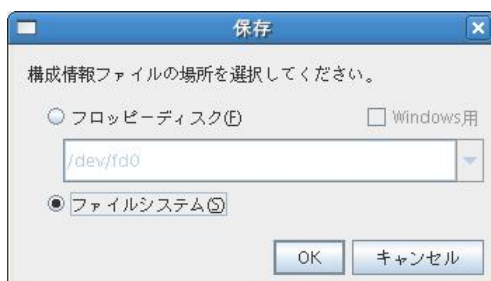 保存
構成情報ファイルの場所を選択してください。
フロッピーディスク(F) Windows用
/dev/fd0
ファイルシステム(S)
OK キャンセル